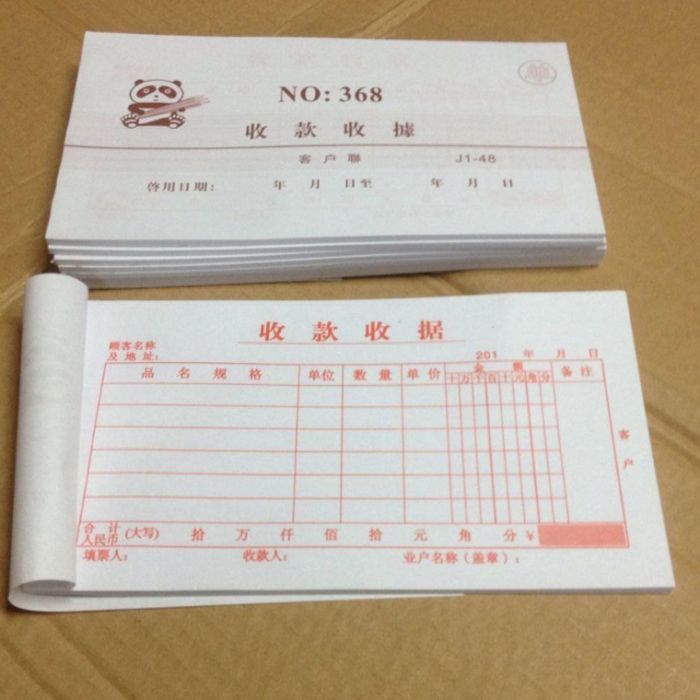 NO: 368
收款收據
客户聯 J1-48
啓用日期： 年 月 日至 年 月 日
收款收据
顾客名称
及地址：
201 年 月 日
品名规格 单位 数量 单价 金额 备注
十万千百十元角分
客户
合计
人民币 (大写) 拾 万 仟 佰 拾 元 角 分 ￥
填票人： 收款人： 业户名称（盖章）：